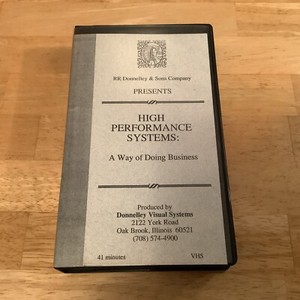 RR Donnelley & Sons Company
PRESENTS
HIGH
PERFORMANCE
SYSTEMS:
A Way of Doing Business
Produced by
Donnelley Visual Systems
2122 York Road
Oak Brook, Illinois 60521
(708) 574-4900
41 minutes VHS